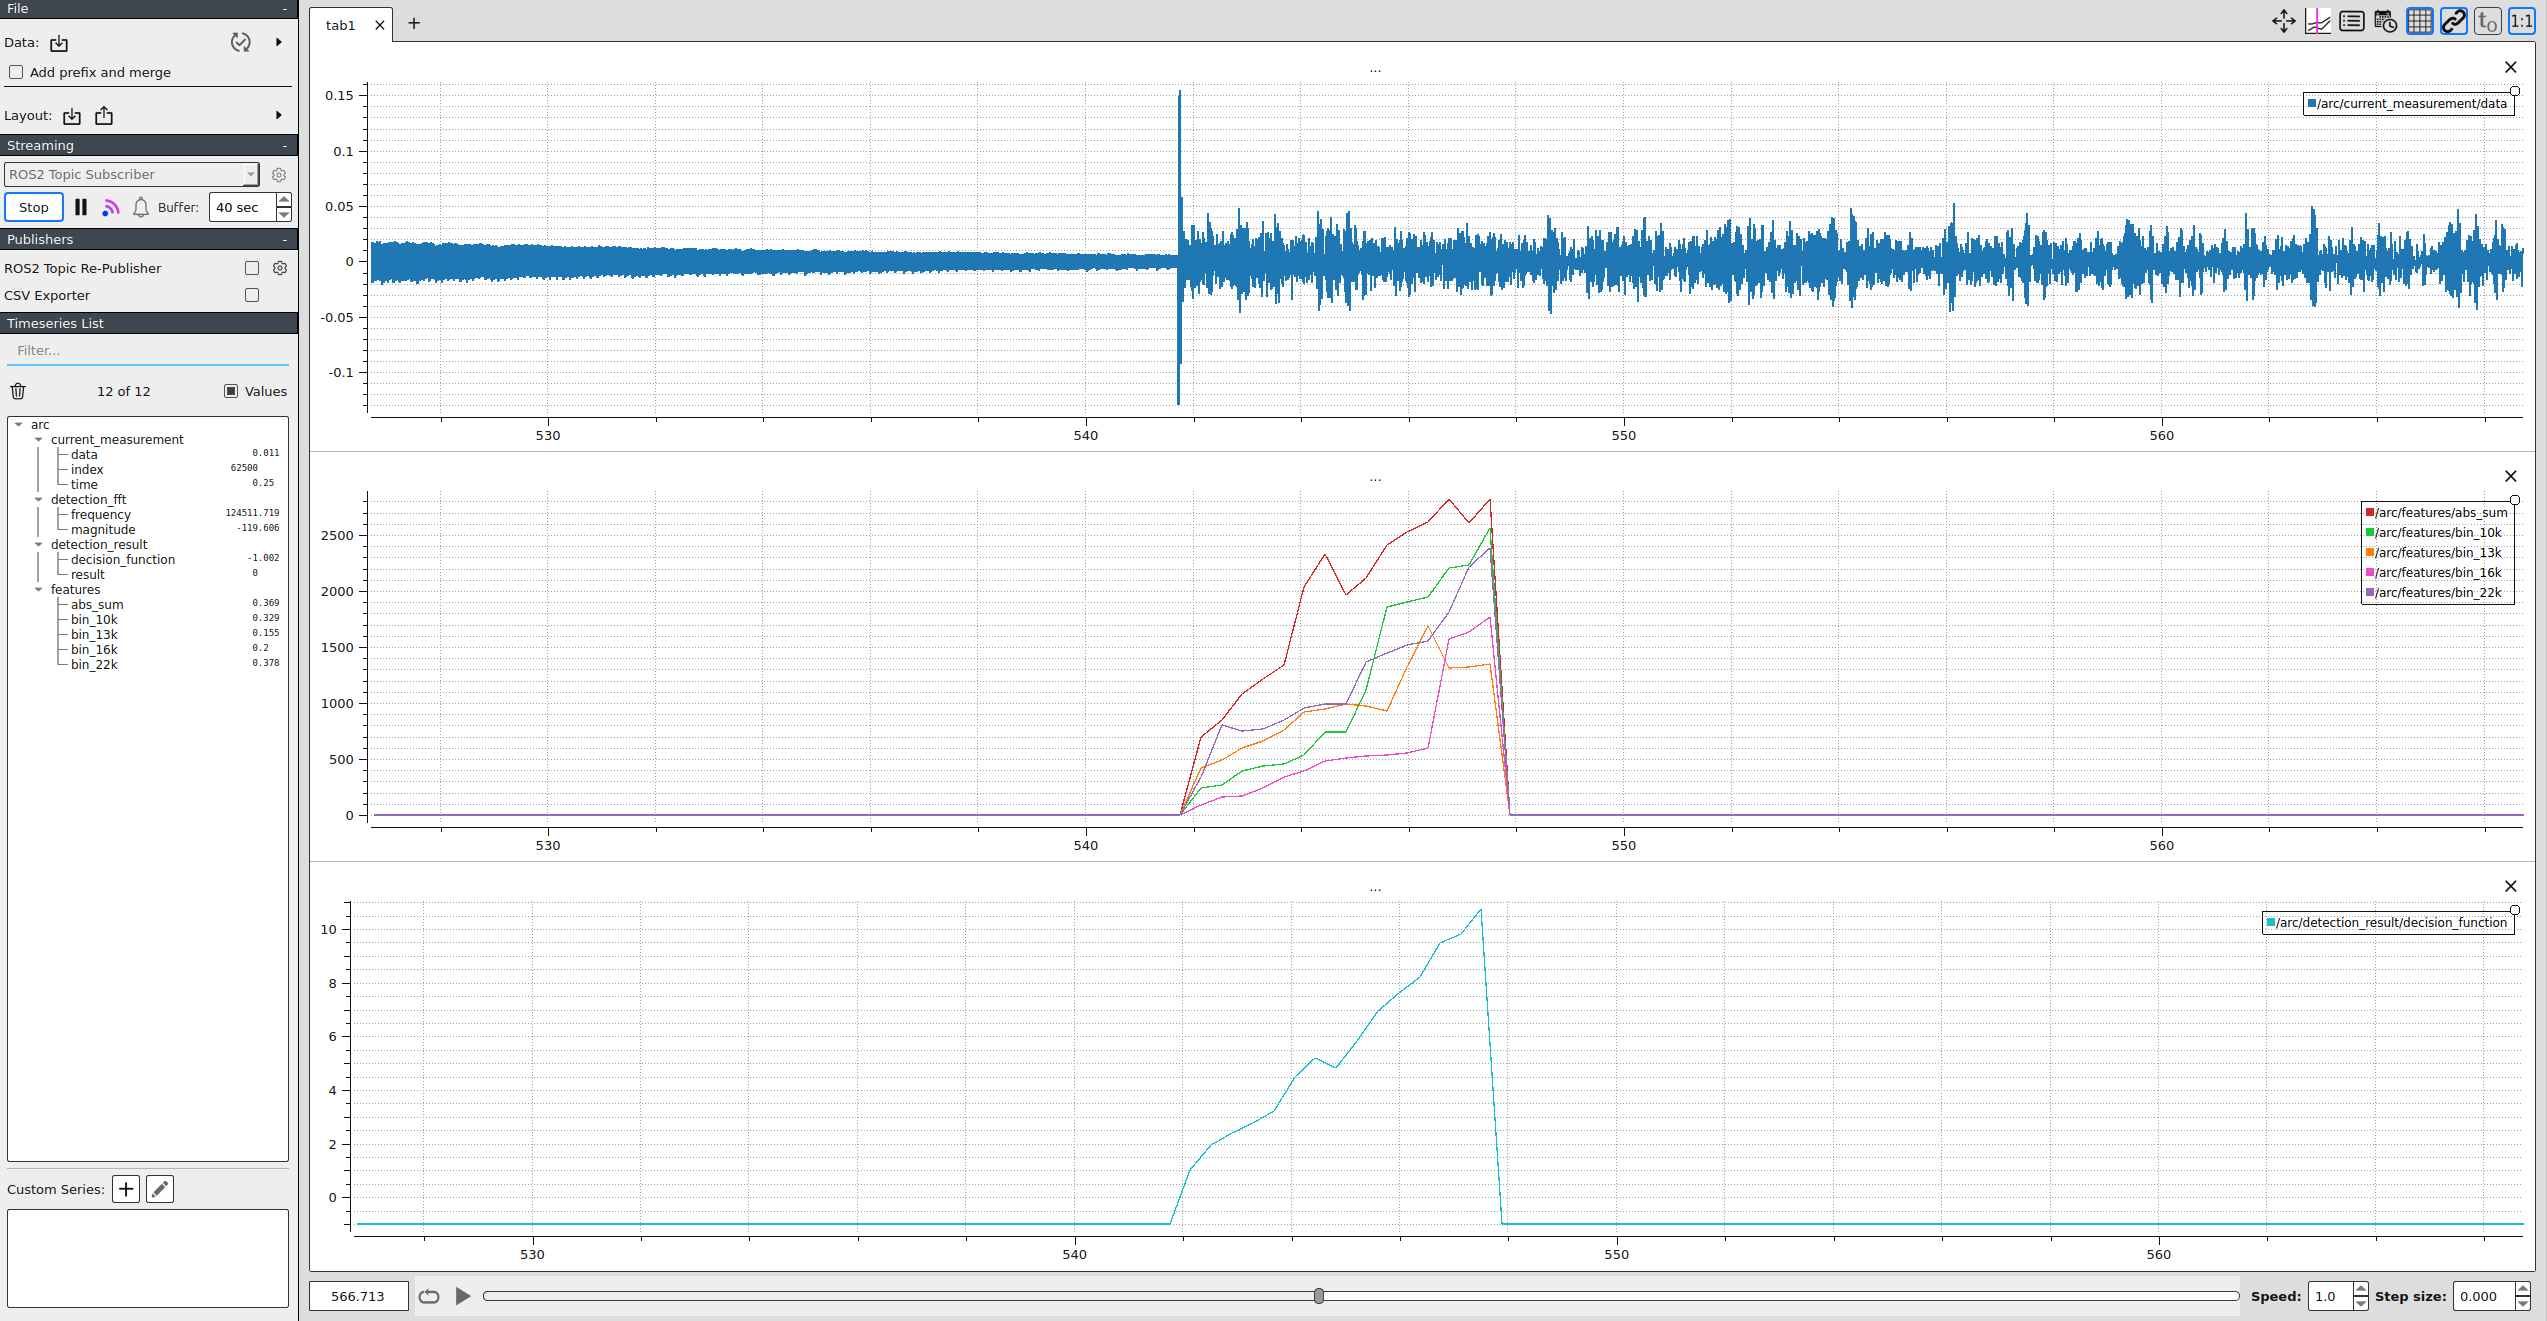 File -
Data:
Add prefix and merge
Layout:
Streaming -
ROS2 Topic Subscriber
Stop Buffer: 40 sec
Publishers -
ROS2 Topic Re-Publisher
CSV Exporter
Timeseries List
Filter...
12 of 12 Values
arc
current_measurement
data 0.011
index 62500
time 0.25
detection_fft
frequency 124511.719
magnitude -119.606
detection_result
decision_function -1.002
result 0
features
abs_sum 0.369
bin_10k 0.329
bin_13k 0.155
bin_16k 0.2
bin_22k 0.378
Custom Series:
tab1
t0 1:1
...
/arc/current_measurement/data
0.15
0.1
0.05
0
-0.05
-0.1
530 540 550 560
...
/arc/features/abs_sum
/arc/features/bin_10k
/arc/features/bin_13k
/arc/features/bin_16k
/arc/features/bin_22k
2500
2000
1500
1000
500
0
530 540 550 560
...
/arc/detection_result/decision_function
10
8
6
4
2
0
530 540 550 560
566.713 Speed: 1.0 Step size: 0.000